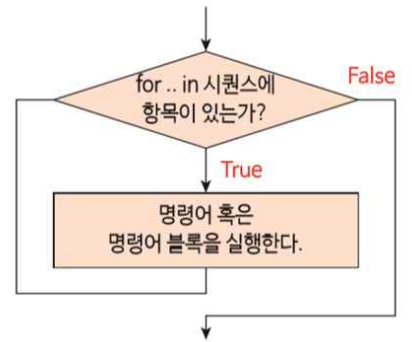 for .. in 시퀀스에
항목이 있는가?
False
True
명령어 혹은
명령어 블록을 실행한다.